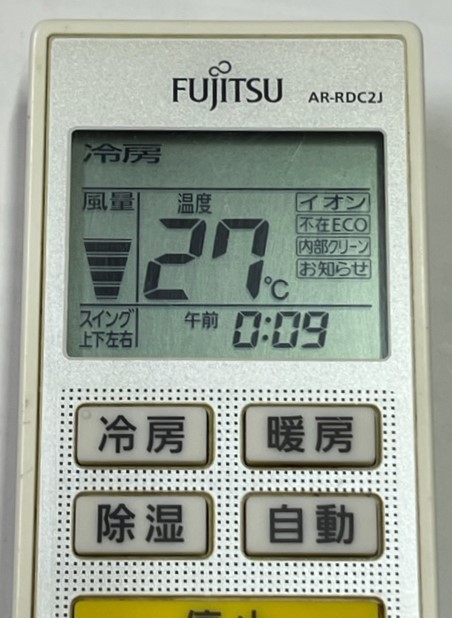 FUJITSU AR-RDC2J
冷房
風量 温度 イオン
不在ECO
27℃ 内部クリーン
お知らせ
スイング 午前 0:09
上下左右
冷房 暖房
除湿 自動
停止